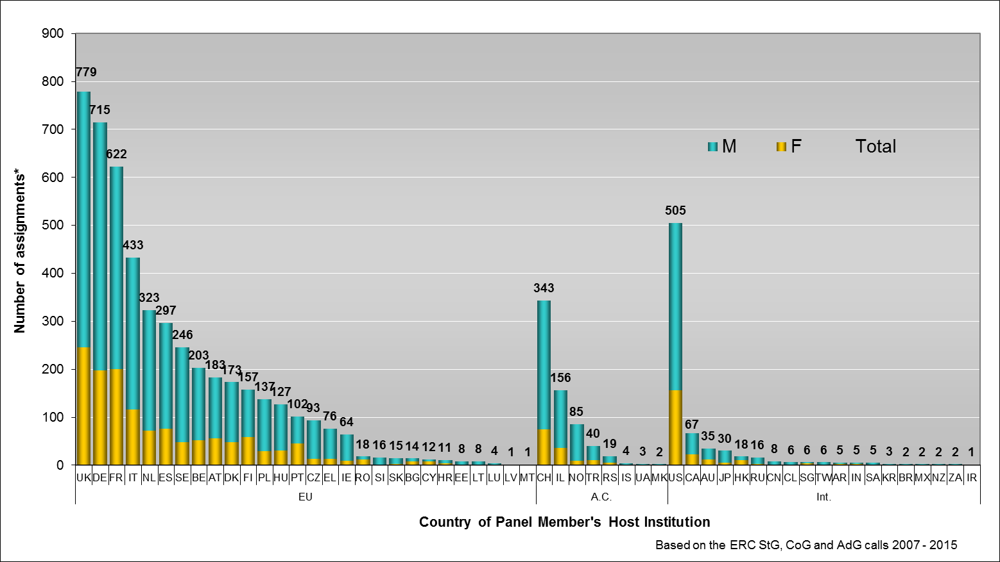 900
800
700
600
500
400
300
200
100
0
Number of assignments*
779 715 622 433 323 297 246 203 183 173 157 137 127 102 93 76 64 18 16 15 14 12 11 8 8 4 1 1 343 156 85 40 19 4 3 2 505 67 35 30 18 16 8 6 6 6 5 5 5 3 2 2 2 2 1
M F Total
UK DE FR IT NL ES SE BE AT DK FI PL HU PT CZ EL IE RO SI SK BG CY HR EE LT LU LV MT CH IL NO TR RS IS UA MK US CA AU JP HK RU CN CL SG TW AR IN SA KR BR MX NZ ZA IR
EU A.C. Int.
Country of Panel Member's Host Institution
Based on the ERC StG, CoG and AdG calls 2007 - 2015